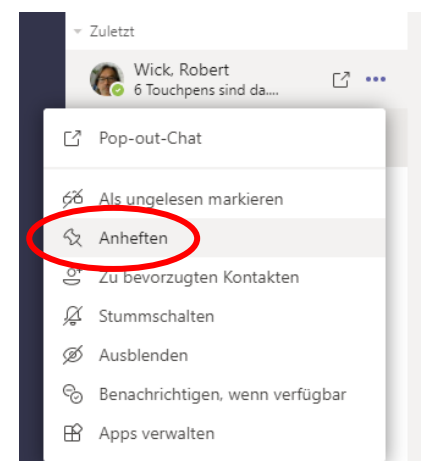 Zuletzt
Wick, Robert
6 Touchpens sind da....
Pop-out-Chat
Als ungelesen markieren
Anheften
Zu bevorzugten Kontakten
Stummschalten
Ausblenden
Benachrichtigen, wenn verfügbar
Apps verwalten